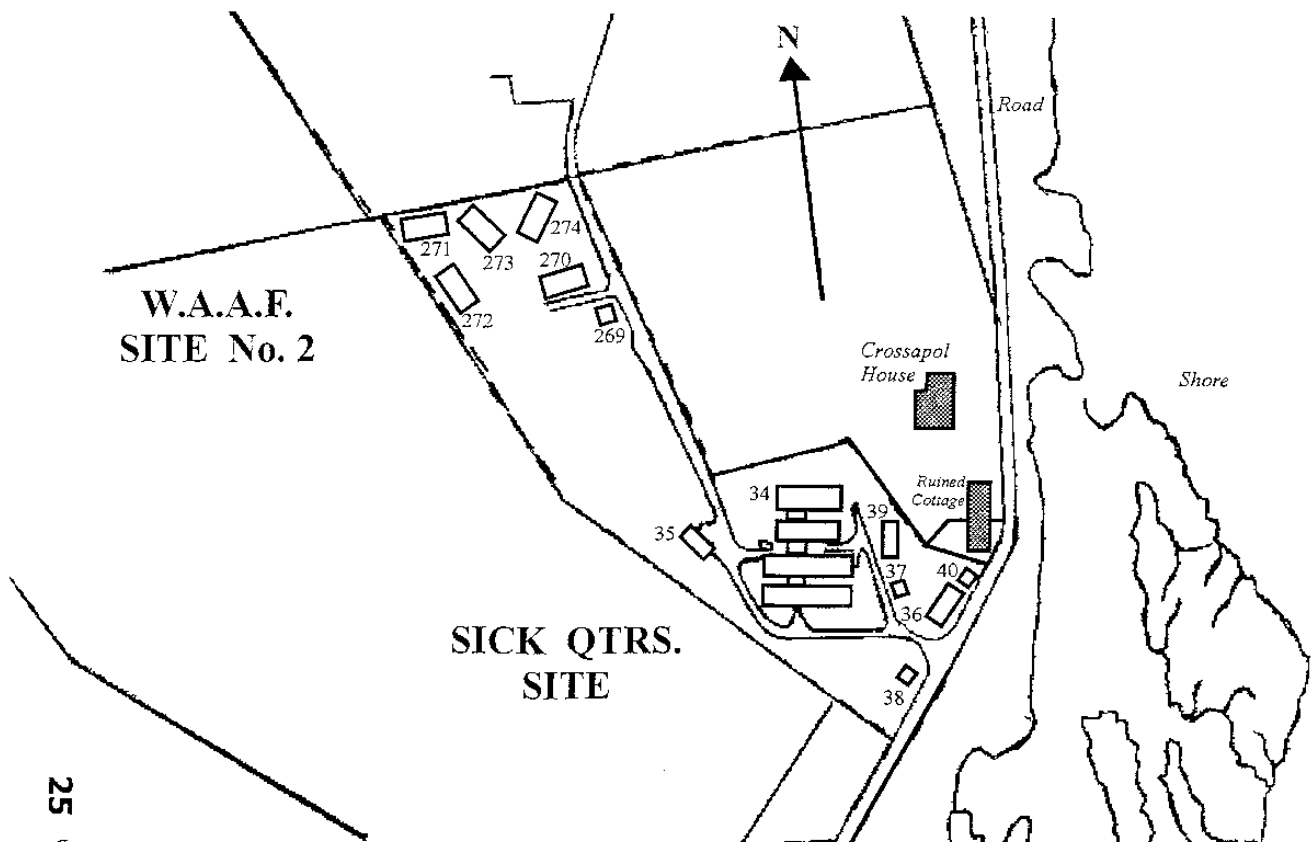 N
Road
274
271
273
270
272
269
W.A.A.F.
SITE No. 2
Crossapol
House
Shore
34
39
Ruined
Cottage
35
37
40
36
SICK QTRS.
SITE
38
25